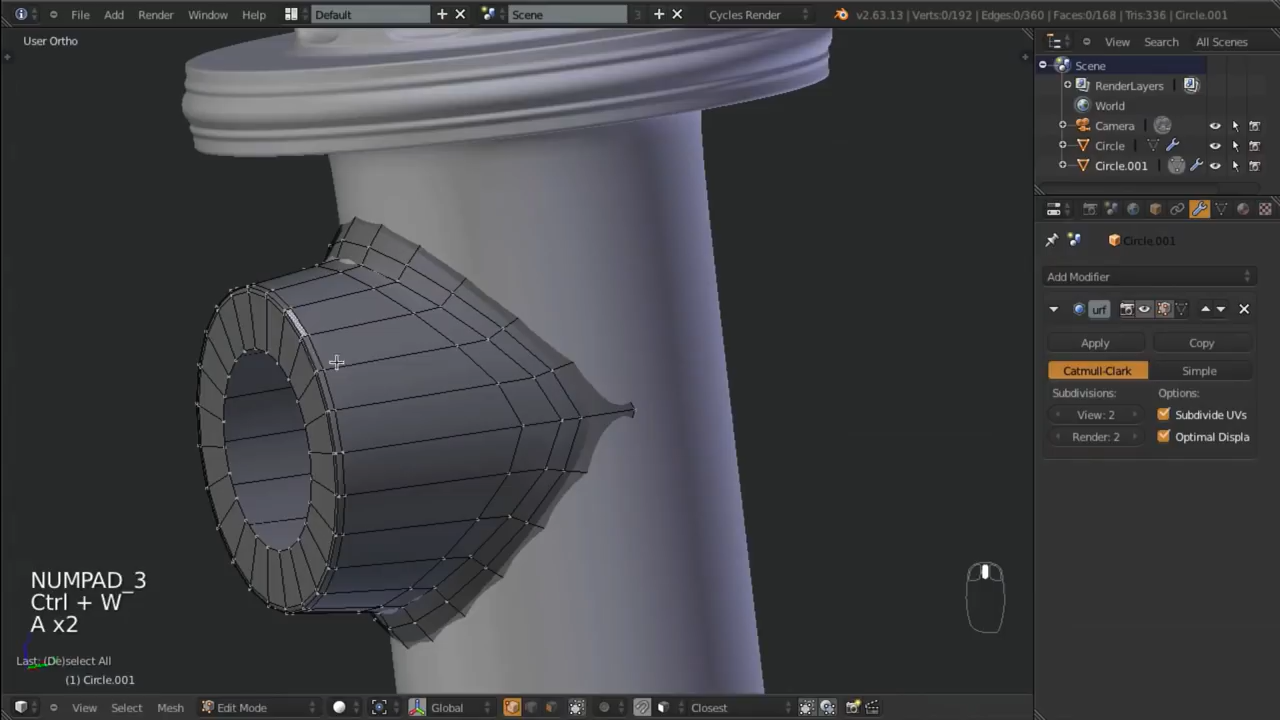 File Add Render Window Help Default Scene 3 Cycles Render v2.63.13 | Verts:0/192 | Edges:0/360 | Faces:0/168 | Tris:336 | Circle.001
User Ortho
View Search All Scenes
Scene
RenderLayers
World
Camera
Circle
Circle.001
Circle.001
Add Modifier
urf
Apply Copy
Catmull-Clark Simple
Subdivisions: Options:
View: 2 Subdivide UVs
Render: 2 Optimal Displa
NUMPAD_3
Ctrl + W
A x2
Last: (De)select All
(1) Circle.001
View Select Mesh Edit Mode Global Closest